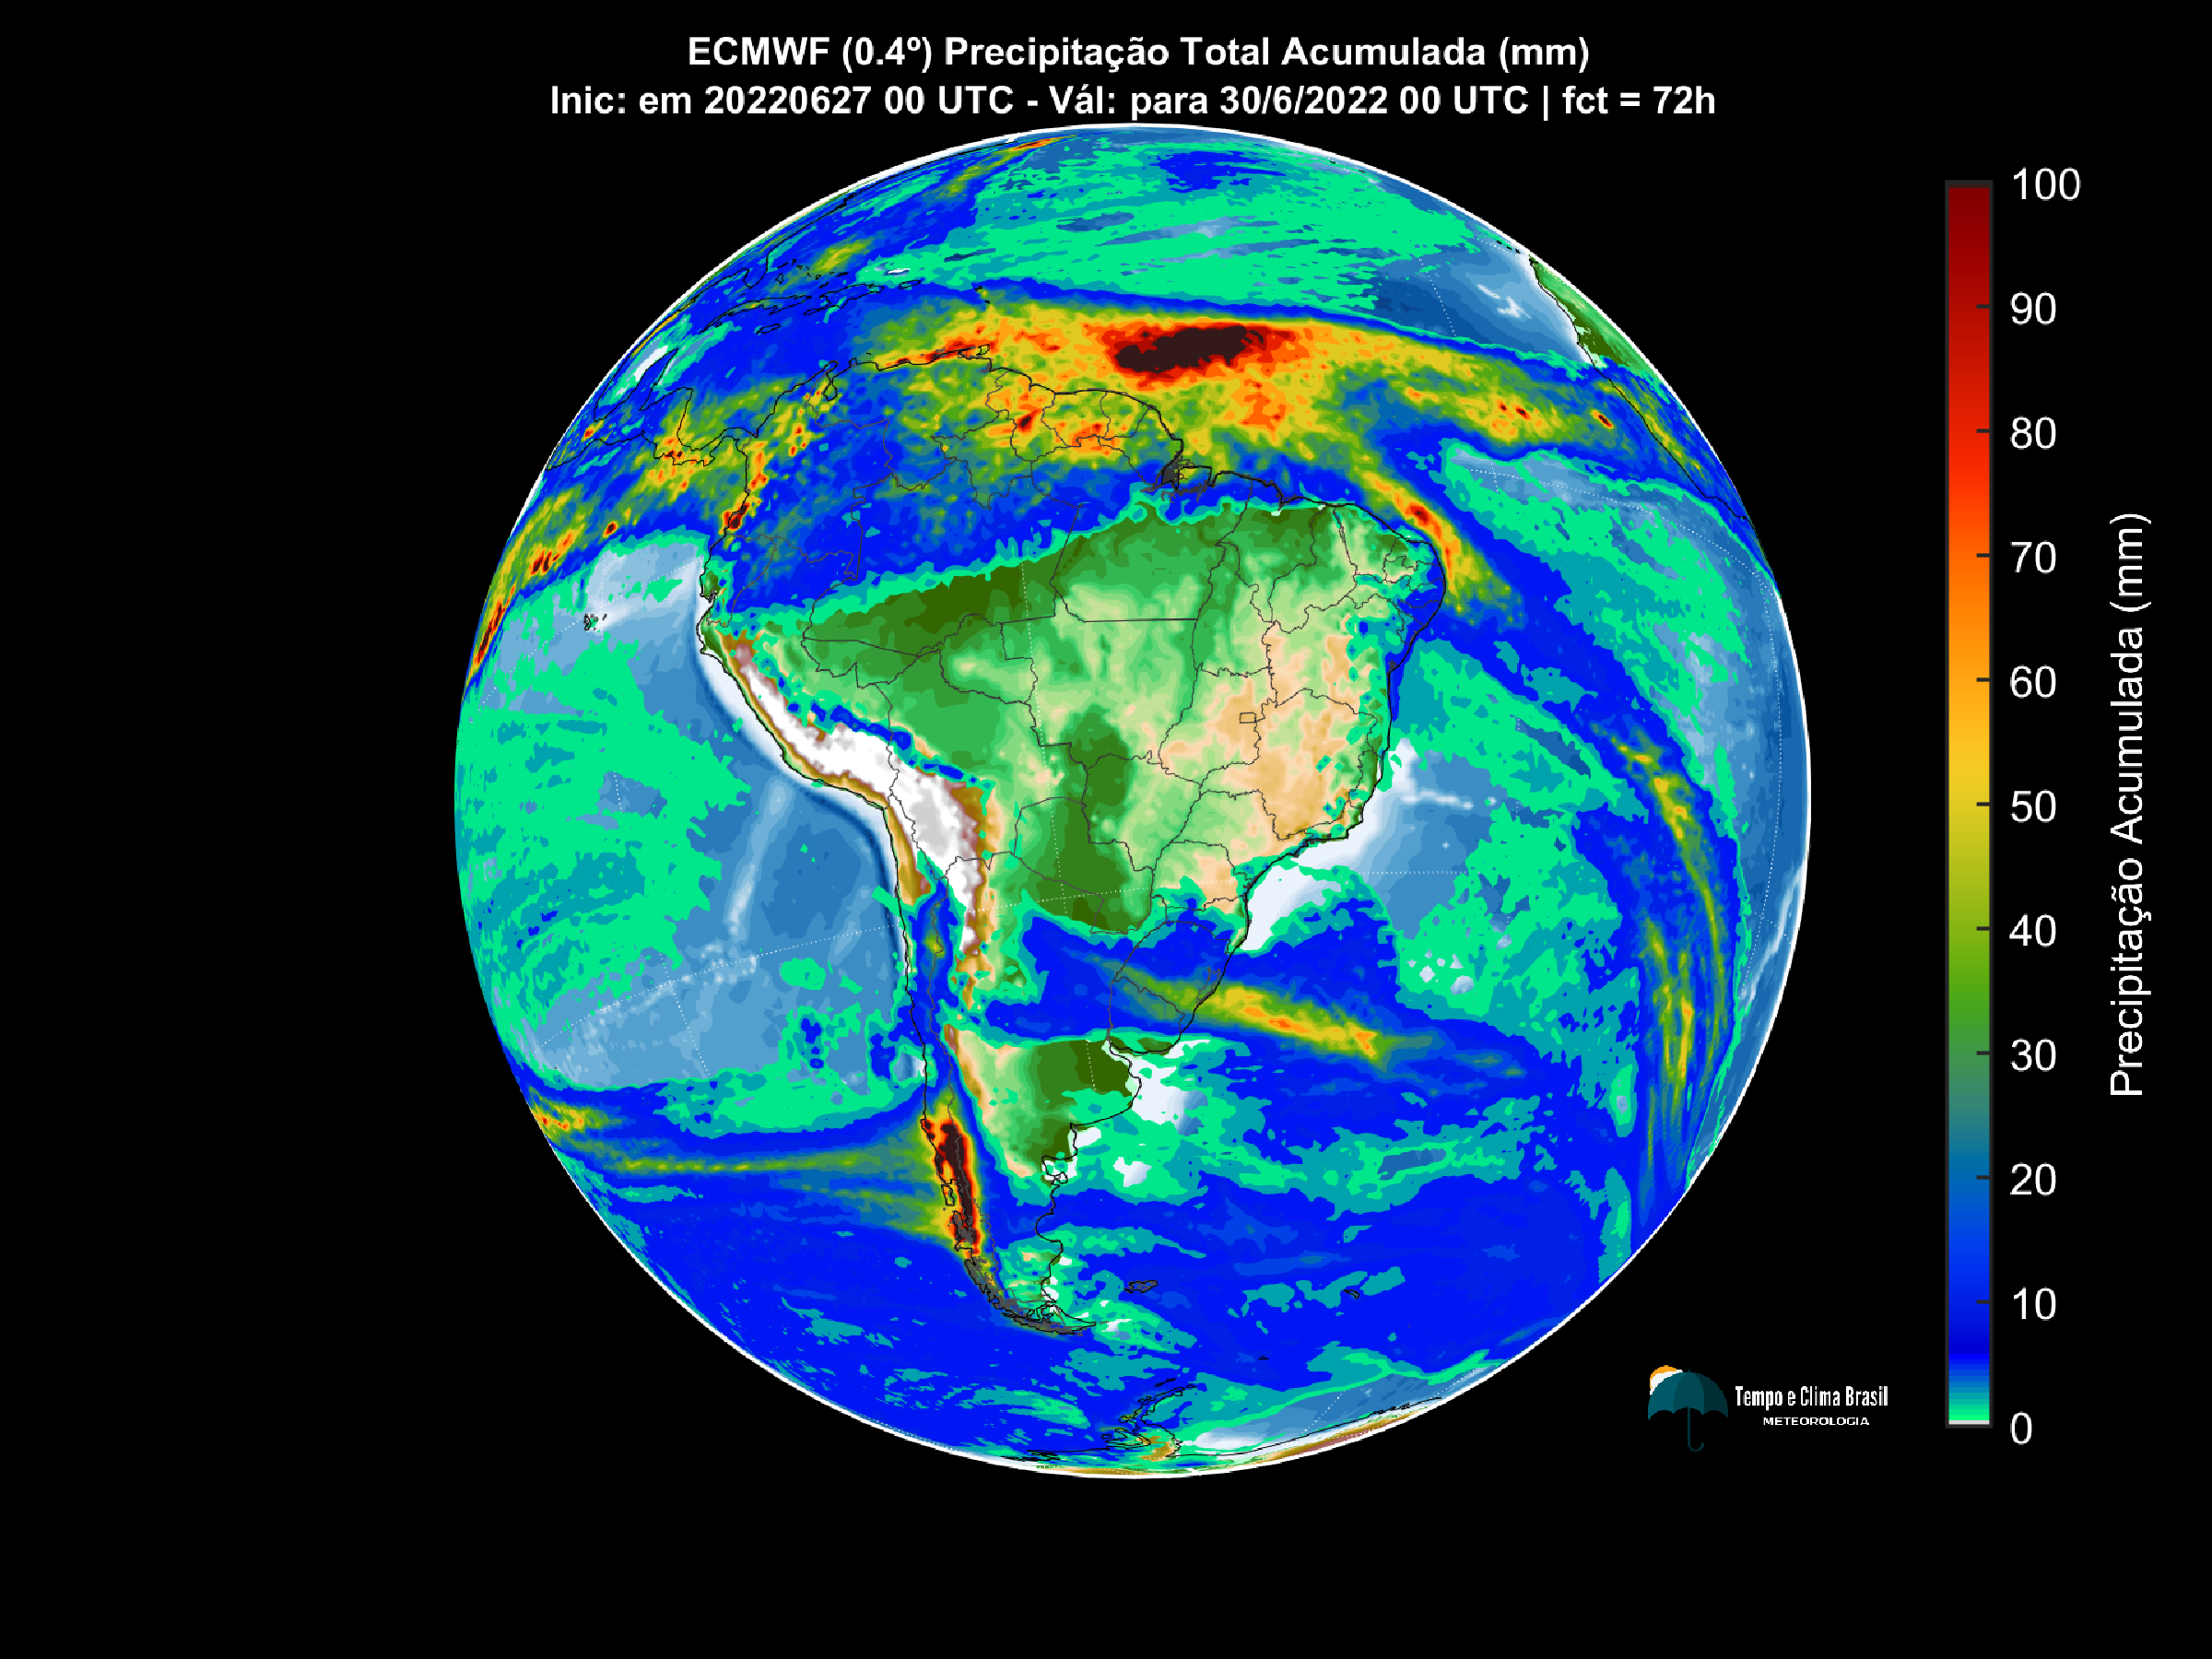 ECMWF (0.4º) Precipitação Total Acumulada (mm)
Inic: em 20220627 00 UTC - Vál: para 30/6/2022 00 UTC | fct = 72h
100
90
80
70
60
50
40
30
20
10
0
Precipitação Acumulada (mm)
Tempo e Clima Brasil
METEOROLOGIA